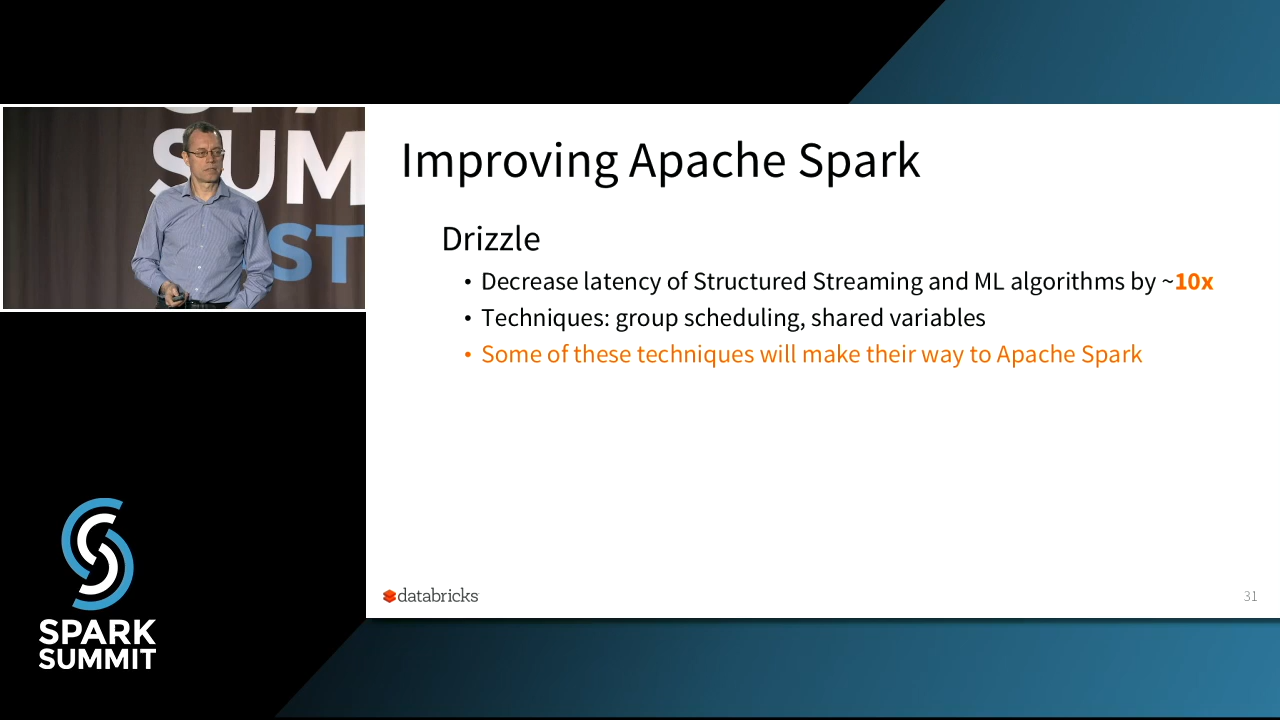 SUM
ST
Improving Apache Spark
Drizzle
• Decrease latency of Structured Streaming and ML algorithms by ~10x
• Techniques: group scheduling, shared variables
• Some of these techniques will make their way to Apache Spark
databricks
31
SPARK
SUMMIT